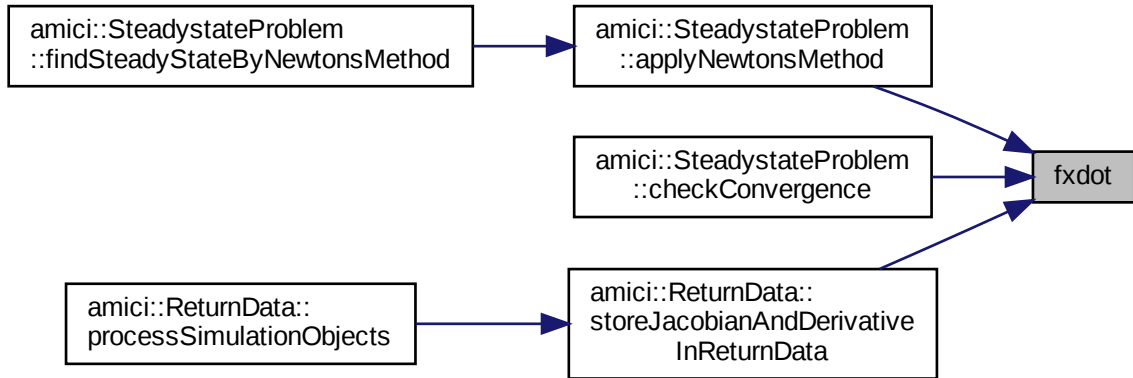 amici::SteadystateProblem
::findSteadyStateByNewtonsMethod
amici::SteadystateProblem
::applyNewtonsMethod
amici::SteadystateProblem
::checkConvergence
fxdot
amici::ReturnData::
processSimulationObjects
amici::ReturnData::
storeJacobianAndDerivative
InReturnData